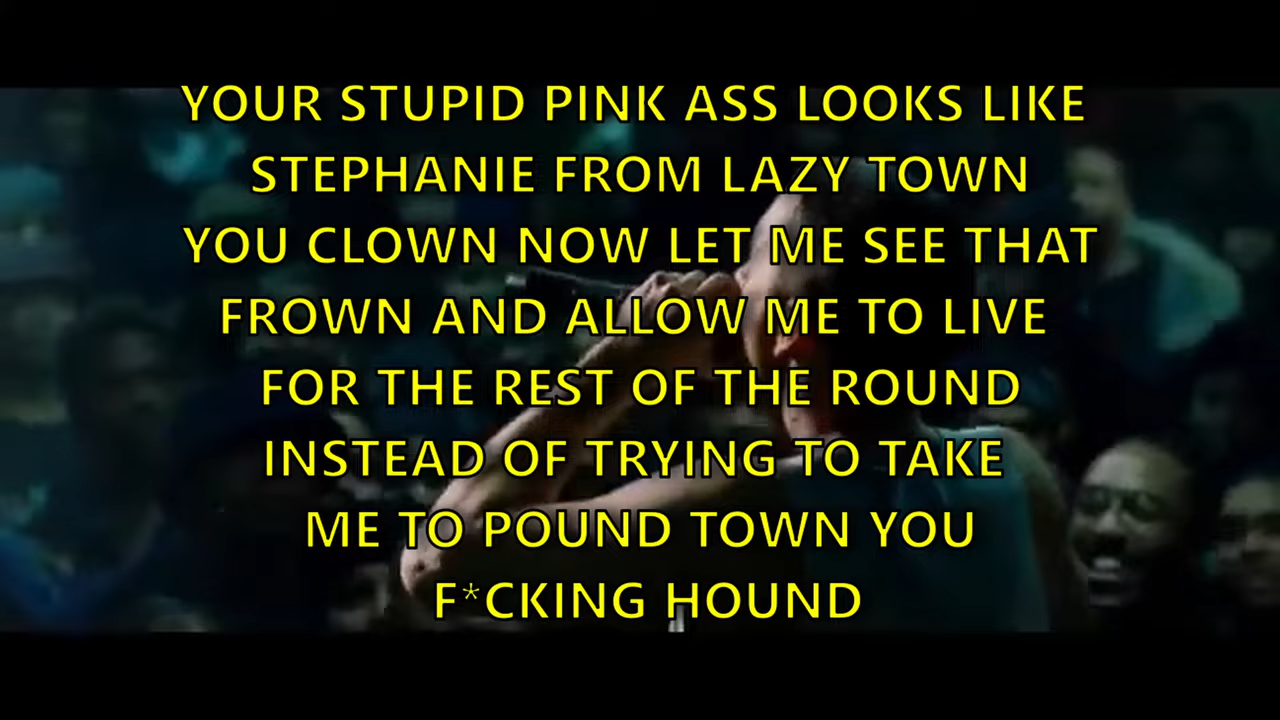 YOUR STUPID PINK ASS LOOKS LIKE
STEPHANIE FROM LAZY TOWN
YOU CLOWN NOW LET ME SEE THAT
FROWN AND ALLOW ME TO LIVE
FOR THE REST OF THE ROUND
INSTEAD OF TRYING TO TAKE
ME TO POUND TOWN YOU
F*CKING HOUND